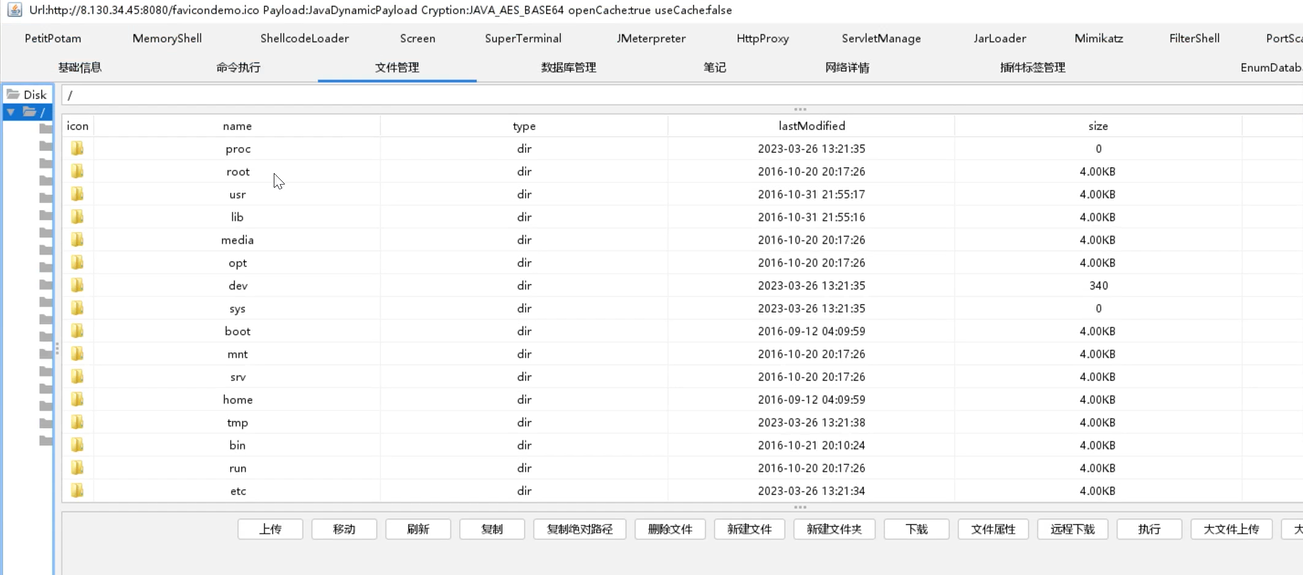 Url:http://8.130.34.45:8080/favicondemo.ico Payload:JavaDynamicPayload Cryption:JAVA_AES_BASE64 openCache:true useCache:false
PetitPotam MemoryShell ShellcodeLoader Screen SuperTerminal JMeterpreter HttpProxy ServletManage JarLoader Mimikatz FilterShell PortSca
基础信息 命令执行 文件管理 数据库管理 笔记 网络详情 插件标签管理 EnumDatab
Disk /
/
icon name type lastModified size
proc dir 2023-03-26 13:21:35 0
root dir 2016-10-20 20:17:26 4.00KB
usr dir 2016-10-31 21:55:17 4.00KB
lib dir 2016-10-31 21:55:16 4.00KB
media dir 2016-10-20 20:17:26 4.00KB
opt dir 2016-10-20 20:17:26 4.00KB
dev dir 2023-03-26 13:21:35 340
sys dir 2023-03-26 13:21:35 0
boot dir 2016-09-12 04:09:59 4.00KB
mnt dir 2016-10-20 20:17:26 4.00KB
srv dir 2016-10-20 20:17:26 4.00KB
home dir 2016-09-12 04:09:59 4.00KB
tmp dir 2023-03-26 13:21:38 4.00KB
bin dir 2016-10-21 20:10:24 4.00KB
run dir 2016-10-20 20:17:26 4.00KB
etc dir 2023-03-26 13:21:34 4.00KB
上传 移动 刷新 复制 复制绝对路径 删除文件 新建文件 新建文件夹 下载 文件属性 远程下载 执行 大文件上传 大